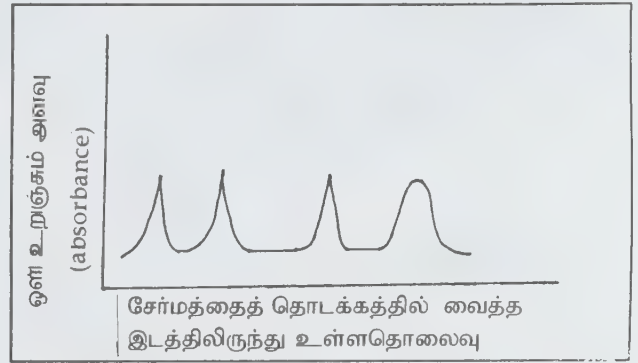 ஒளி உறுஞ்சும் அளவு
(absorbance)
சேர்மத்தைத் தொடக்கத்தில் வைத்த
இடத்திலிருந்து உள்ளதொலைவு